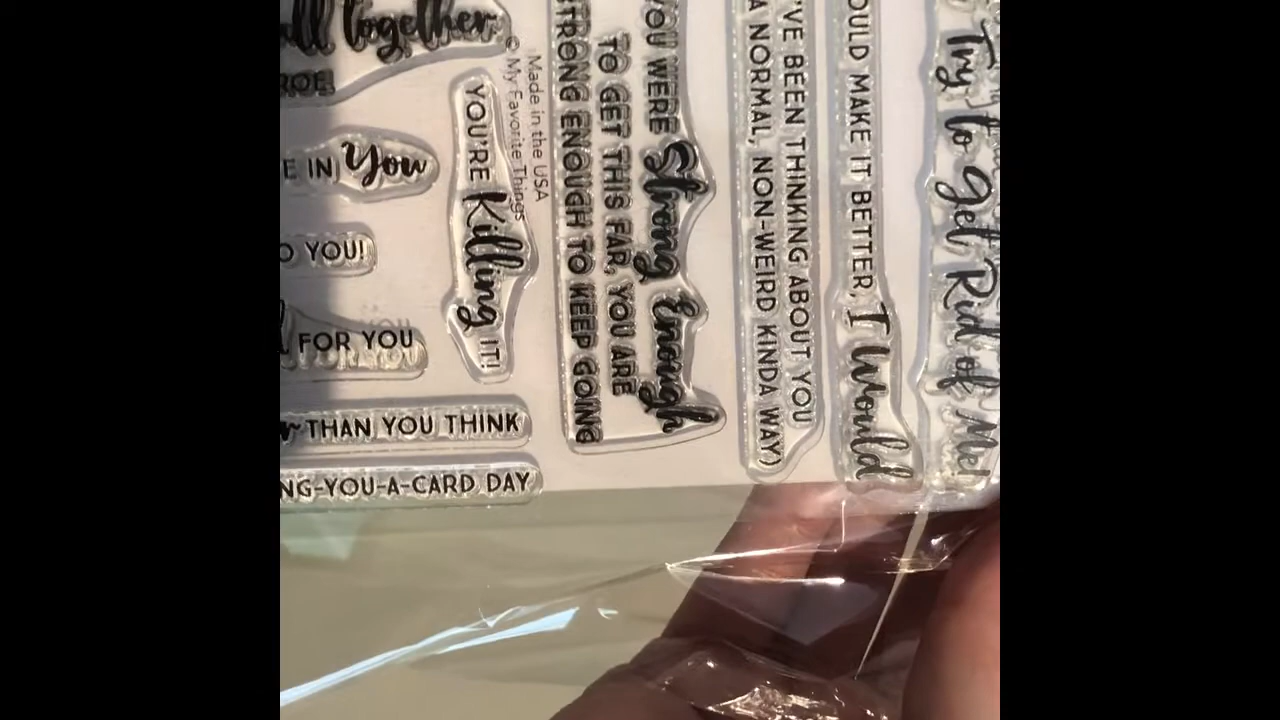 all together
E IN You
O YOU!
FOR YOU
THAN YOU THINK
NG-YOU-A-CARD DAY
Made in the USA
© My Favorite Things
YOU'RE Killing IT!
YOU WERE Strong Enough
TO GET THIS FAR, YOU ARE
STRONG ENOUGH TO KEEP GOING
'VE BEEN THINKING ABOUT YOU
A NORMAL, NON-WEIRD KINDA WAY)
OULD MAKE IT BETTER, I Would
Try to Get Rid of Me!